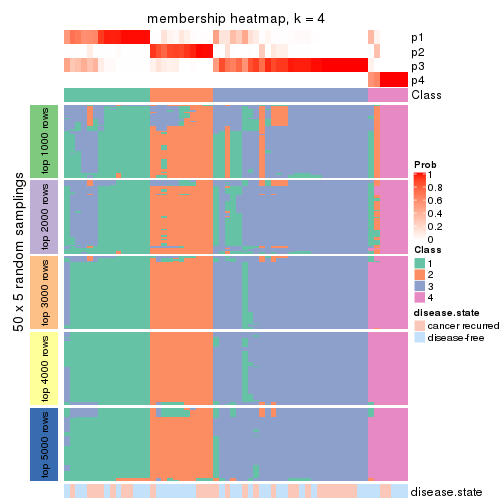 membership heatmap, k = 4
p1
p2
p3
p4
Class
50 x 5 random samplings
top 1000 rows
top 2000 rows
top 3000 rows
top 4000 rows
top 5000 rows
Prob
1
0.8
0.6
0.4
0.2
0
Class
1
2
3
4
disease.state
cancer recurred
disease-free
disease.state